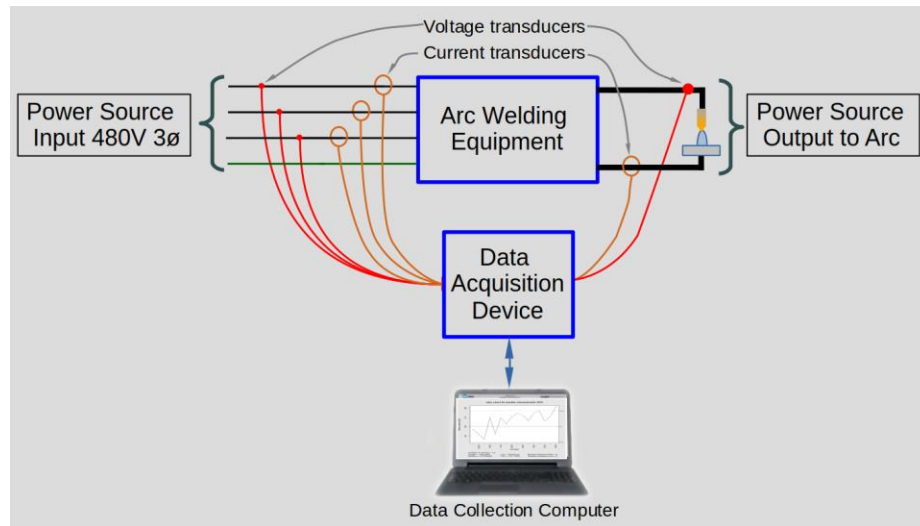 Voltage transducers
Current transducers
Power Source
Input 480V 3ø
Arc Welding
Equipment
Power Source
Output to Arc
Data
Acquisition
Device
Data Collection Computer